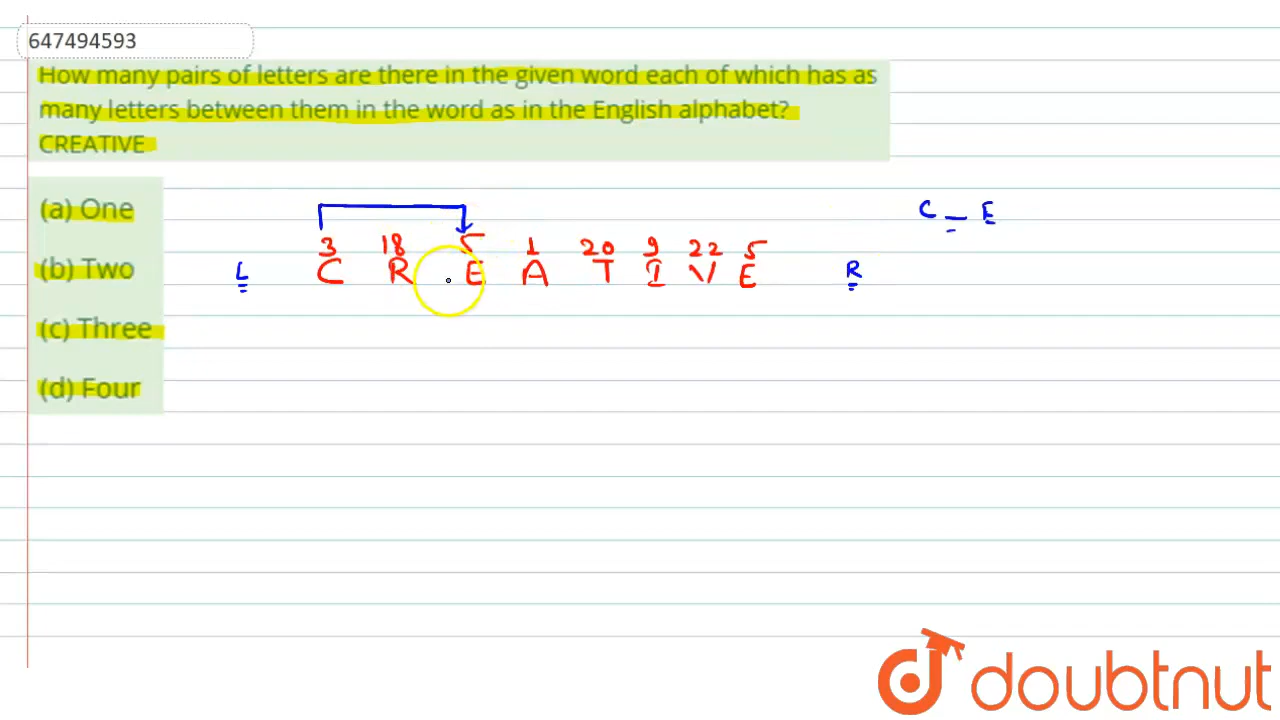 647494593
How many pairs of letters are there in the given word each of which has as
many letters between them in the word as in the English alphabet?
CREATIVE
(a) One
(b) Two
(c) Three
(d) Four
C _ E
3 18 5 1 20 9 22 5
L C R E A T I V E R
doubtnut